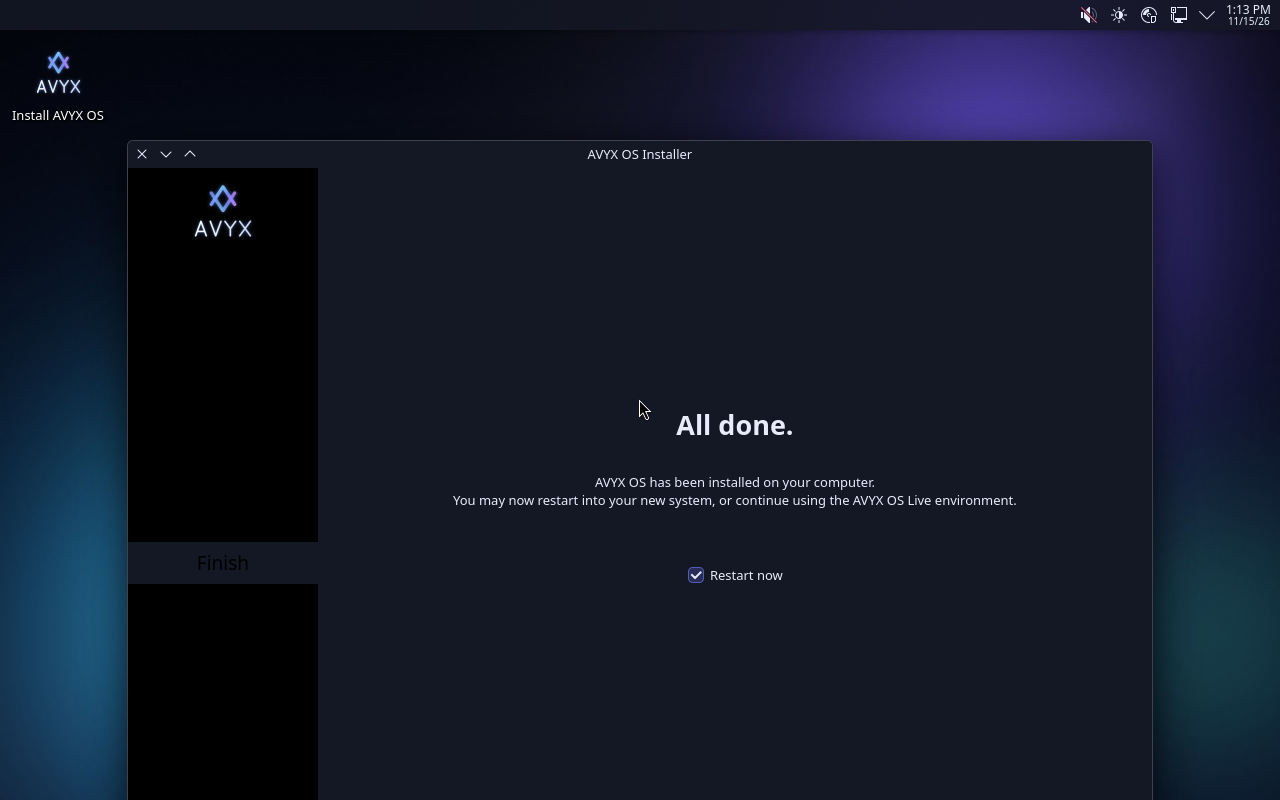 1:13 PM
11/15/26
AVYX
Install AVYX OS
AVYX OS Installer
AVYX
All done.
AVYX OS has been installed on your computer.
You may now restart into your new system, or continue using the AVYX OS Live environment.
Finish
Restart now